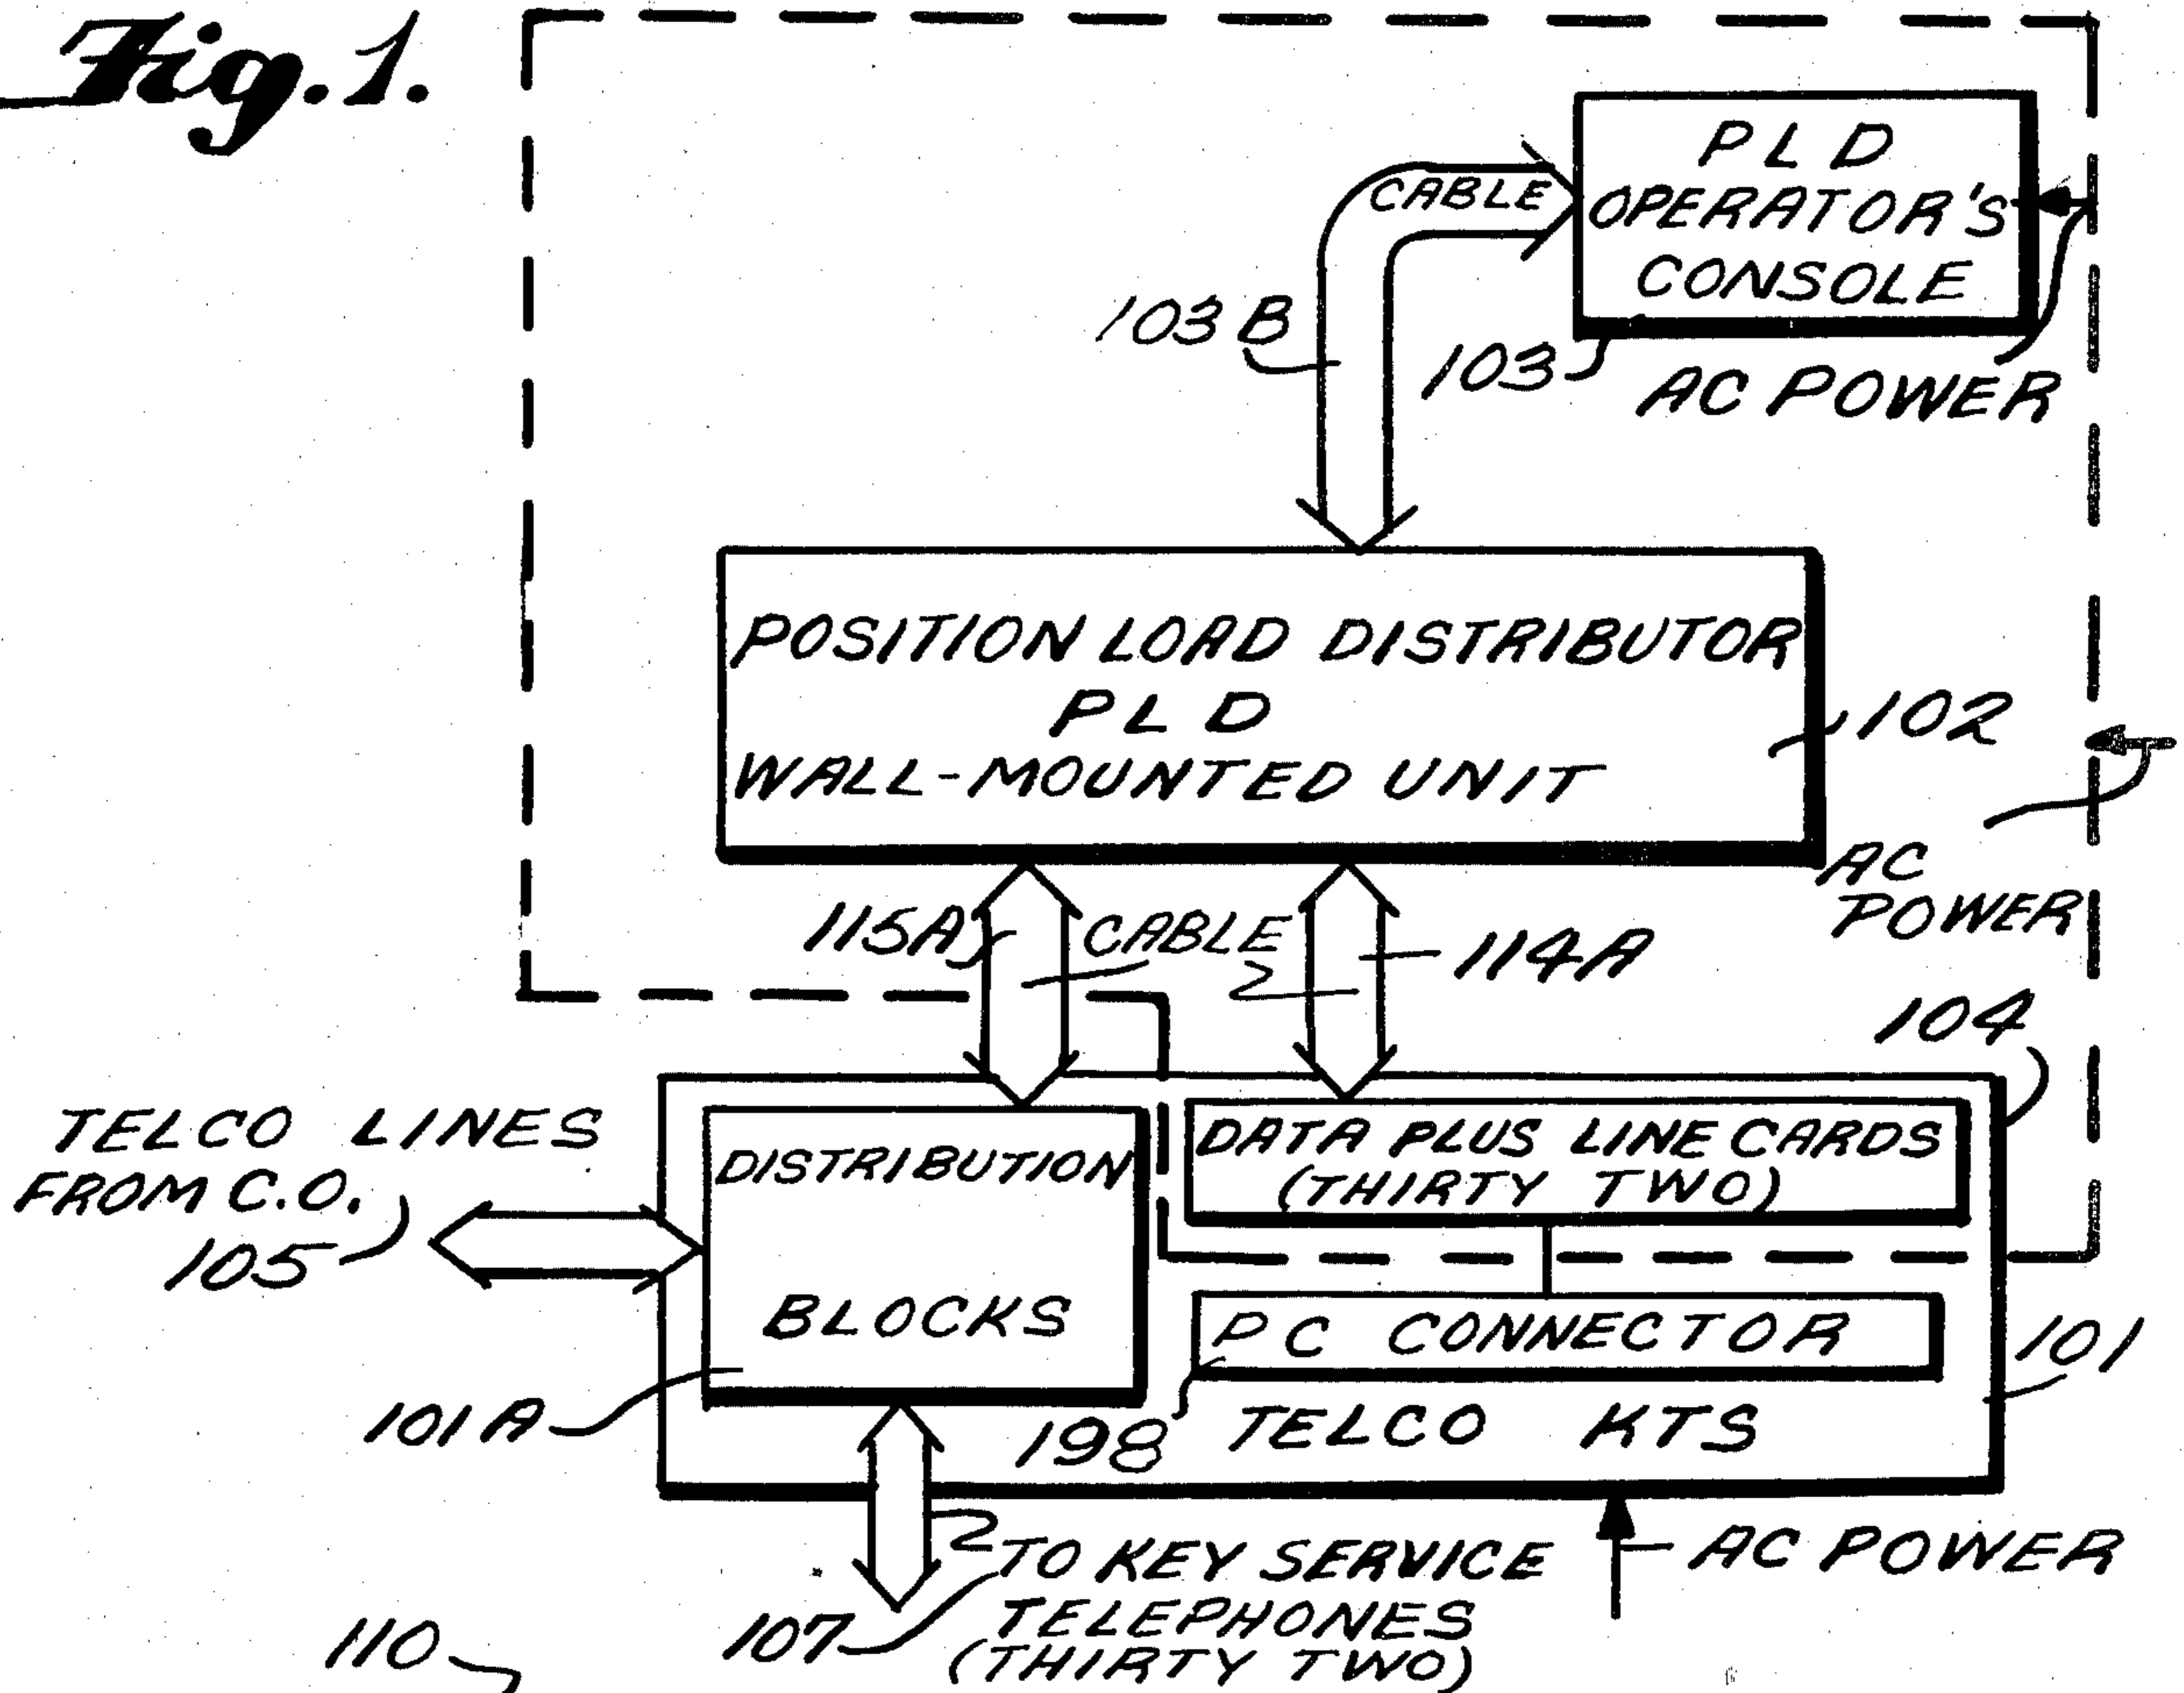 Fig. 1.
PLD
OPERATOR'S
CONSOLE
CABLE
103B
103
AC POWER
POSITION LOAD DISTRIBUTOR
PLD
WALL-MOUNTED UNIT
102
AC
POWER
115A
CABLE
114A
104
TELCO LINES
FROM C.O.
105
DISTRIBUTION
BLOCKS
DATA PLUS LINE CARDS
(THIRTY TWO)
PC CONNECTOR
101
101A
198
TELCO KTS
AC POWER
107
TO KEY SERVICE
TELEPHONES
(THIRTY TWO)
110